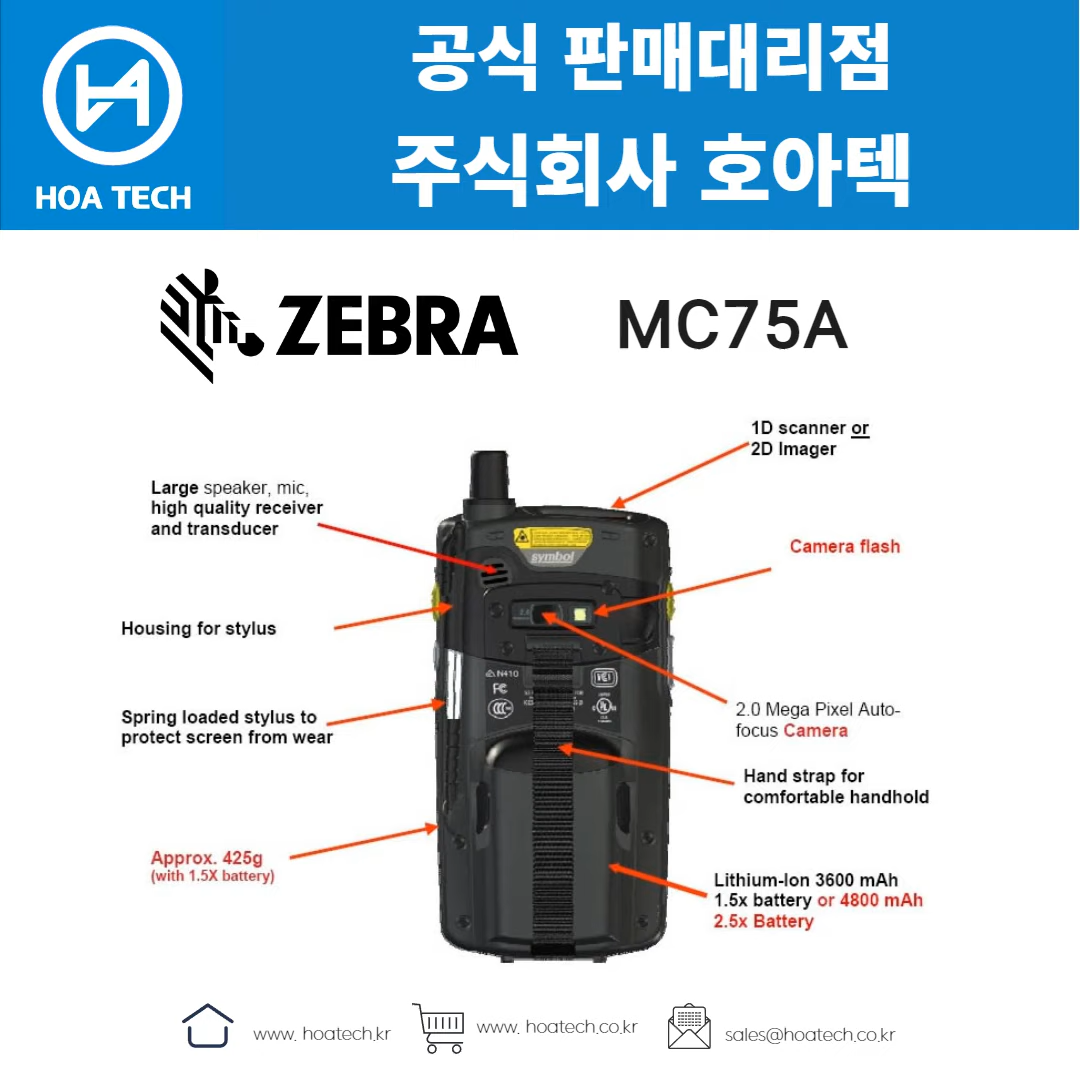 HOA TECH
공식 판매대리점
주식회사 호아텍
ZEBRA
MC75A
1D scanner or
2D Imager
Large speaker, mic,
high quality receiver
and transducer
Camera flash
symbol
Housing for stylus
N410
FC
VEI
UL
Spring loaded stylus to
protect screen from wear
2.0 Mega Pixel Auto-
focus Camera
Hand strap for
comfortable handhold
Approx. 425g
(with 1.5X battery)
Lithium-Ion 3600 mAh
1.5x battery or 4800 mAh
2.5x Battery
www. hoatech.kr
www. hoatech.co.kr
sales@hoatech.co.kr